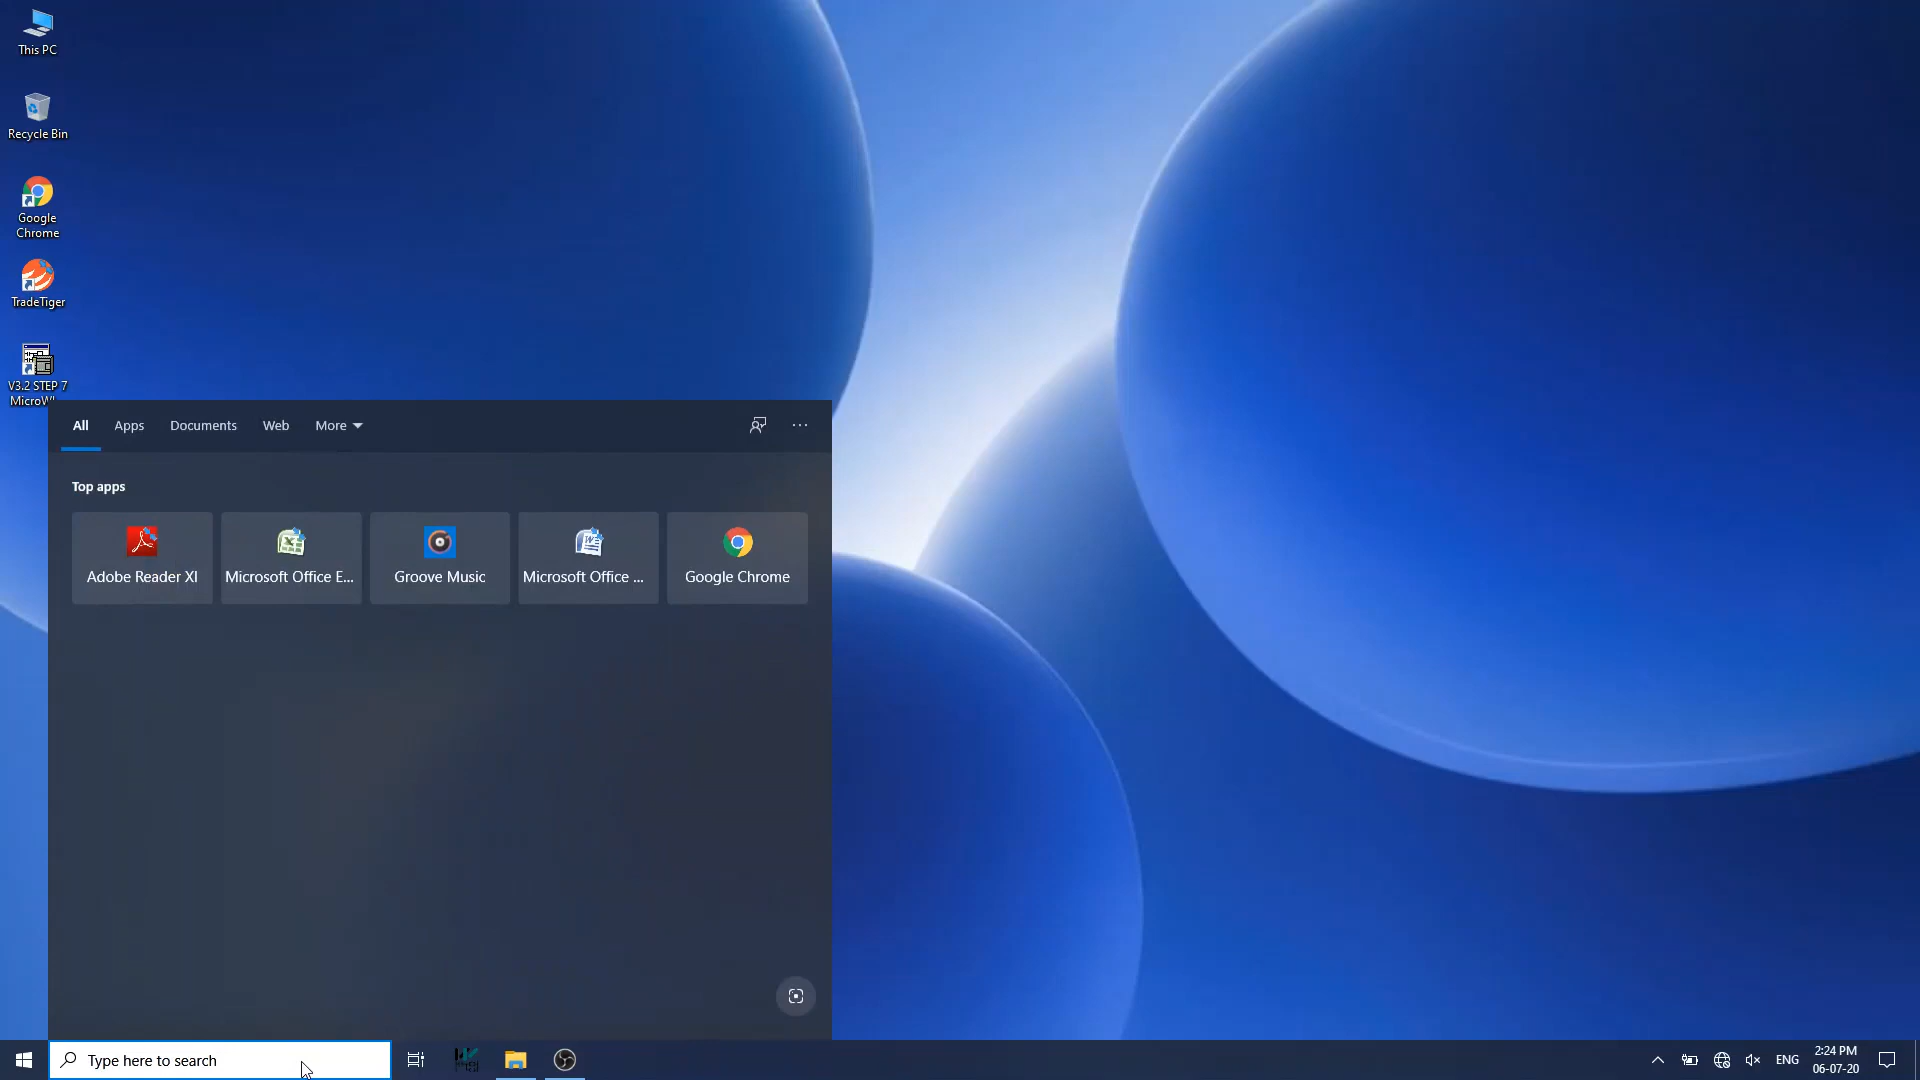 This PC
Recycle Bin
Google
Chrome
TradeTiger
V3.2 STEP 7
All
Apps
Documents
Web
More
Top apps
Adobe Reader XI
Microsoft Office E...
Groove Music
Microsoft Office ...
Google Chrome
Type here to search
ENG
2:24 PM
06-07-20